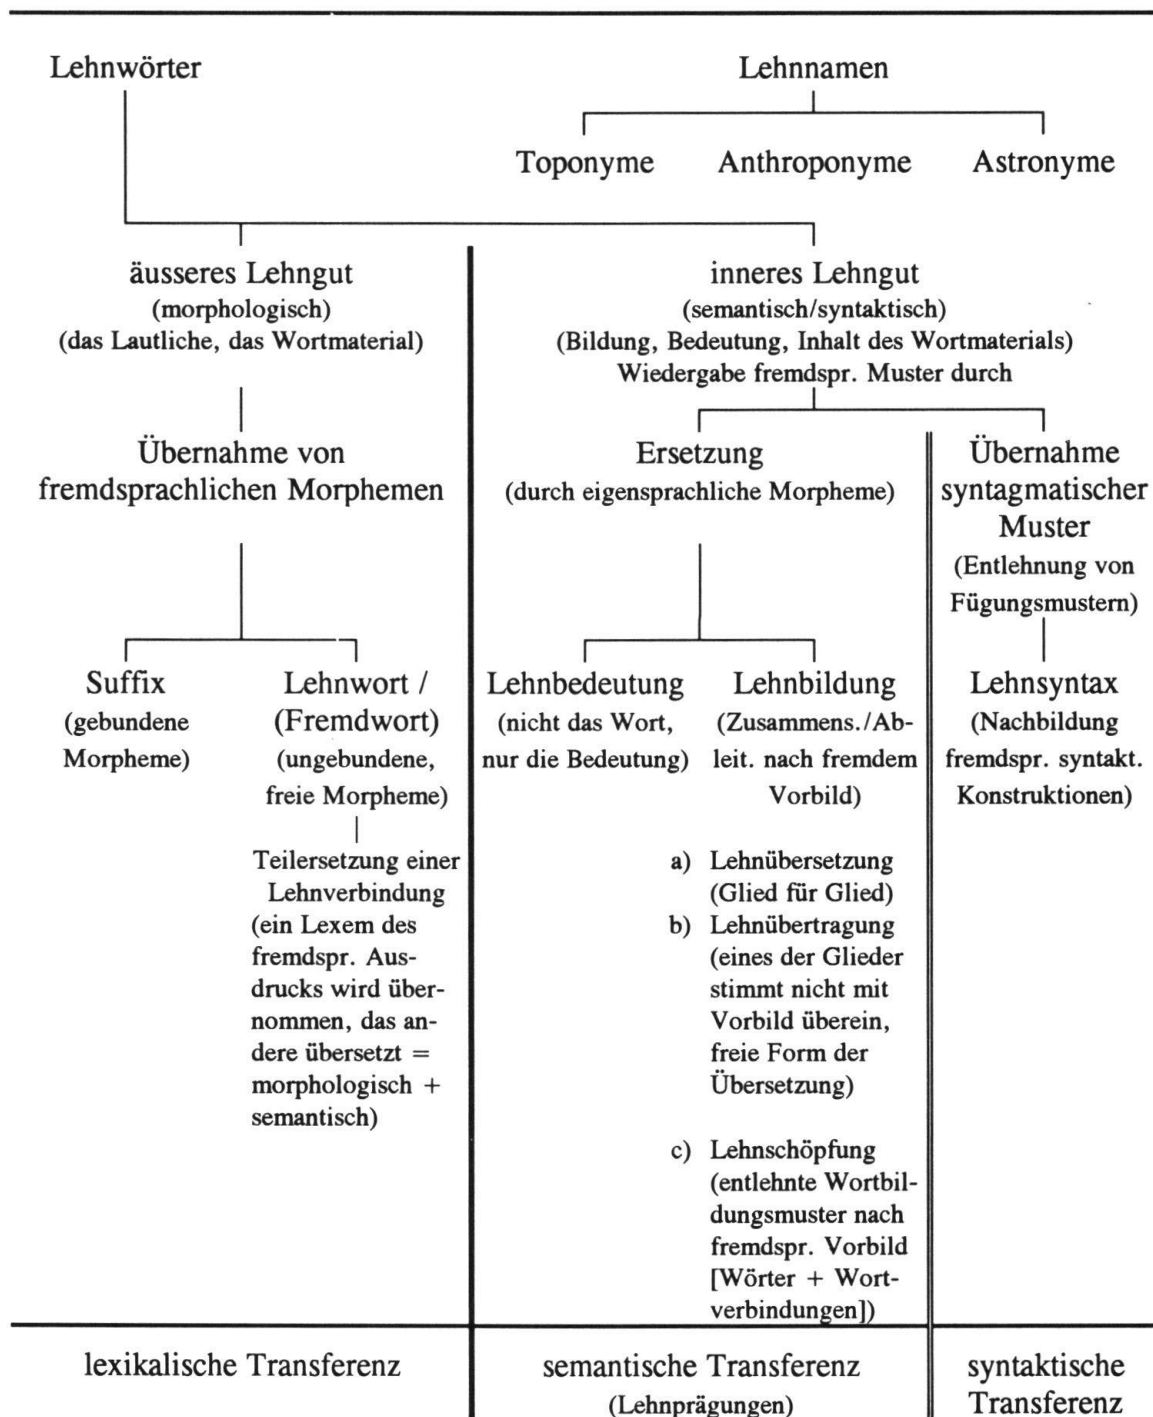 Lehnwörter
Lehnnamen
Toponyme
Anthroponyme
Astronyme
äusseres Lehngut
(morphologisch)
(das Lautliche, das Wortmaterial)
inneres Lehngut
(semantisch/syntaktisch)
(Bildung, Bedeutung, Inhalt des Wortmaterials)
Wiedergabe fremdspr. Muster durch
Übernahme von
fremdsprachlichen Morphemen
Ersetzung
(durch eigensprachliche Morpheme)
Übernahme
syntagmatischer
Muster
(Entlehnung von
Fügungsmustern)
Suffix
(gebundene
Morpheme)
Lehnwort /
(Fremdwort)
(ungebundene,
freie Morpheme)
Teilersetzung einer
Lehnverbindung
(ein Lexem des
fremdspr. Aus-
drucks wird über-
nommen, das an-
dere übersetzt =
morphologisch +
semantisch)
Lehnbedeutung
(nicht das Wort,
nur die Bedeutung)
Lehnbildung
(Zusammens./Ab-
leit. nach fremdem
Vorbild)
a) Lehnübersetzung
(Glied für Glied)
b) Lehnübertragung
(eines der Glieder
stimmt nicht mit
Vorbild überein,
freie Form der
Übersetzung)
c) Lehnschöpfung
(entlehnte Wortbil-
dungsmuster nach
fremdspr. Vorbild
[Wörter + Wort-
verbindungen])
Lehnsyntax
(Nachbildung
fremdspr. syntakt.
Konstruktionen)
lexikalische Transferenz
semantische Transferenz
(Lehnprägungen)
syntaktische
Transferenz